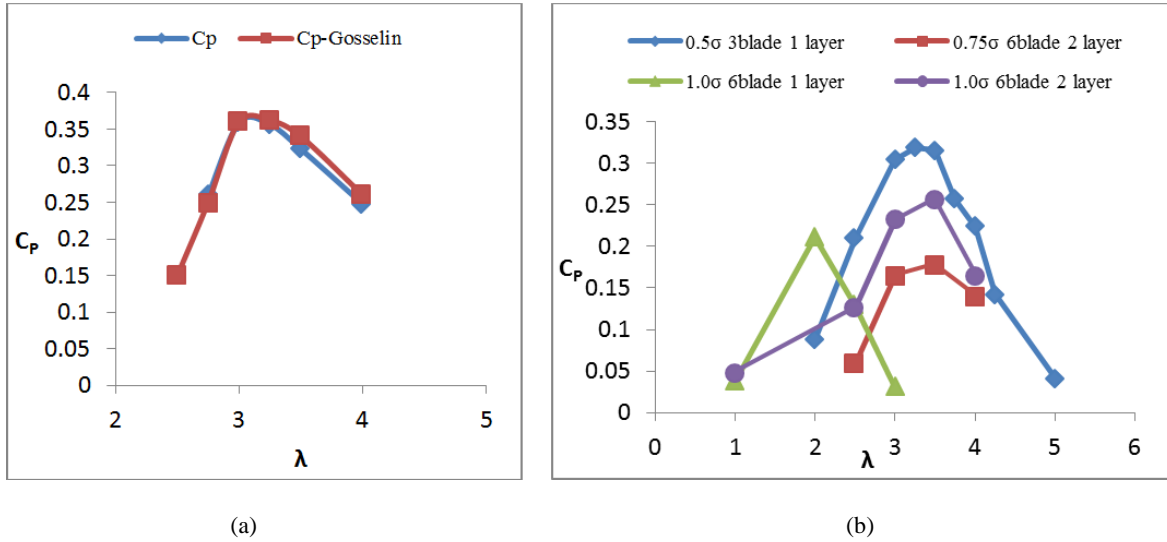 Cp Cp-Gosselin
0.4
0.35
0.3
0.25
0.2
0.15
0.1
0.05
0
C_P
2 3 4 5
λ
(a)
0.5σ 3blade 1 layer 0.75σ 6blade 2 layer
1.0σ 6blade 1 layer 1.0σ 6blade 2 layer
0.35
0.3
0.25
0.2
0.15
0.1
0.05
0
C_P
0 1 2 3 4 5 6
λ
(b)